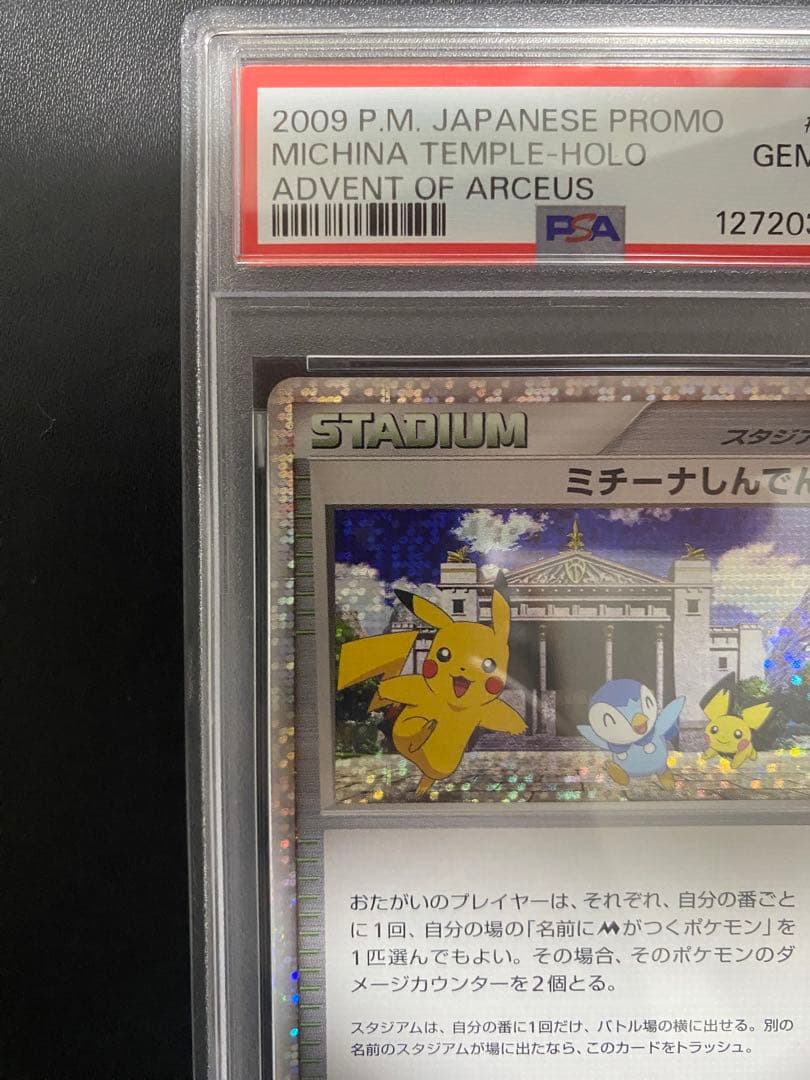 2009 P.M. JAPANESE PROMO
MICHINA TEMPLE-HOLO
GEM
ADVENT OF ARCEUS
PSA
127203
STADIUM
スタジア
ミチーナしんでん
おたがいのプレイヤーは、それぞれ、自分の番ごと
に1回、自分の場の「名前にMがつくポケモン」を
1匹選んでもよい。その場合、そのポケモンのダ
メージカウンターを2個とる。
スタジアムは、自分の番に1回だけ、バトル場の横に出せる。別の
名前のスタジアムが場に出たなら、このカードをトラッシュ。